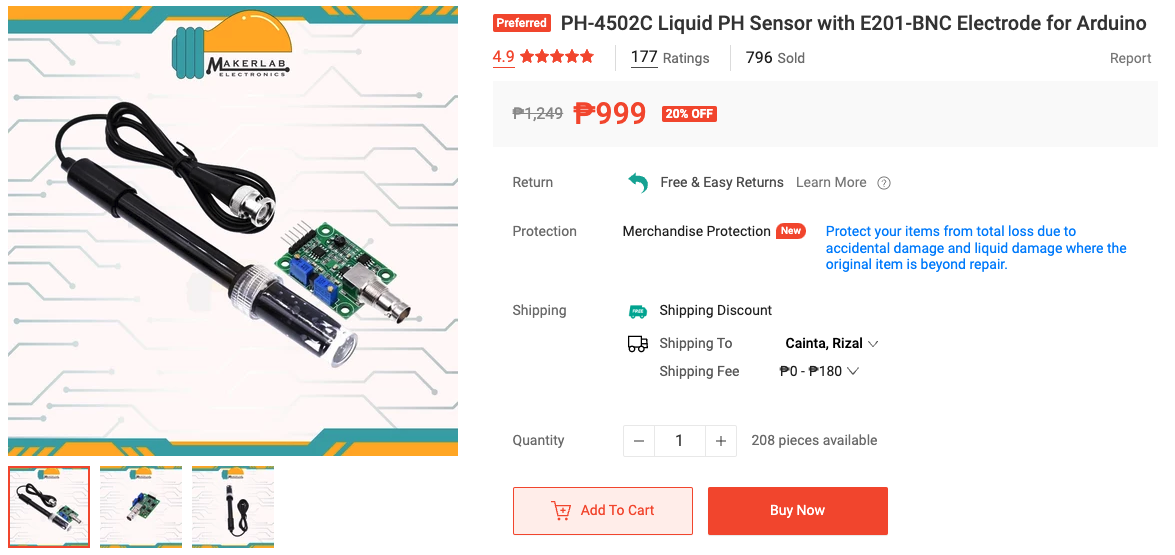 MAKERLAB
ELECTRONICS
Preferred PH-4502C Liquid PH Sensor with E201-BNC Electrode for Arduino
4.9 177 Ratings 796 Sold Report
₱1,249 ₱999 20% OFF
Return Free & Easy Returns Learn More ?
Protection Merchandise Protection New Protect your items from total loss due to
accidental damage and liquid damage where the
original item is beyond repair.
Shipping FREE Shipping Discount
Shipping To Cainta, Rizal
Shipping Fee ₱0 - ₱180
Quantity − 1 + 208 pieces available
Add To Cart Buy Now